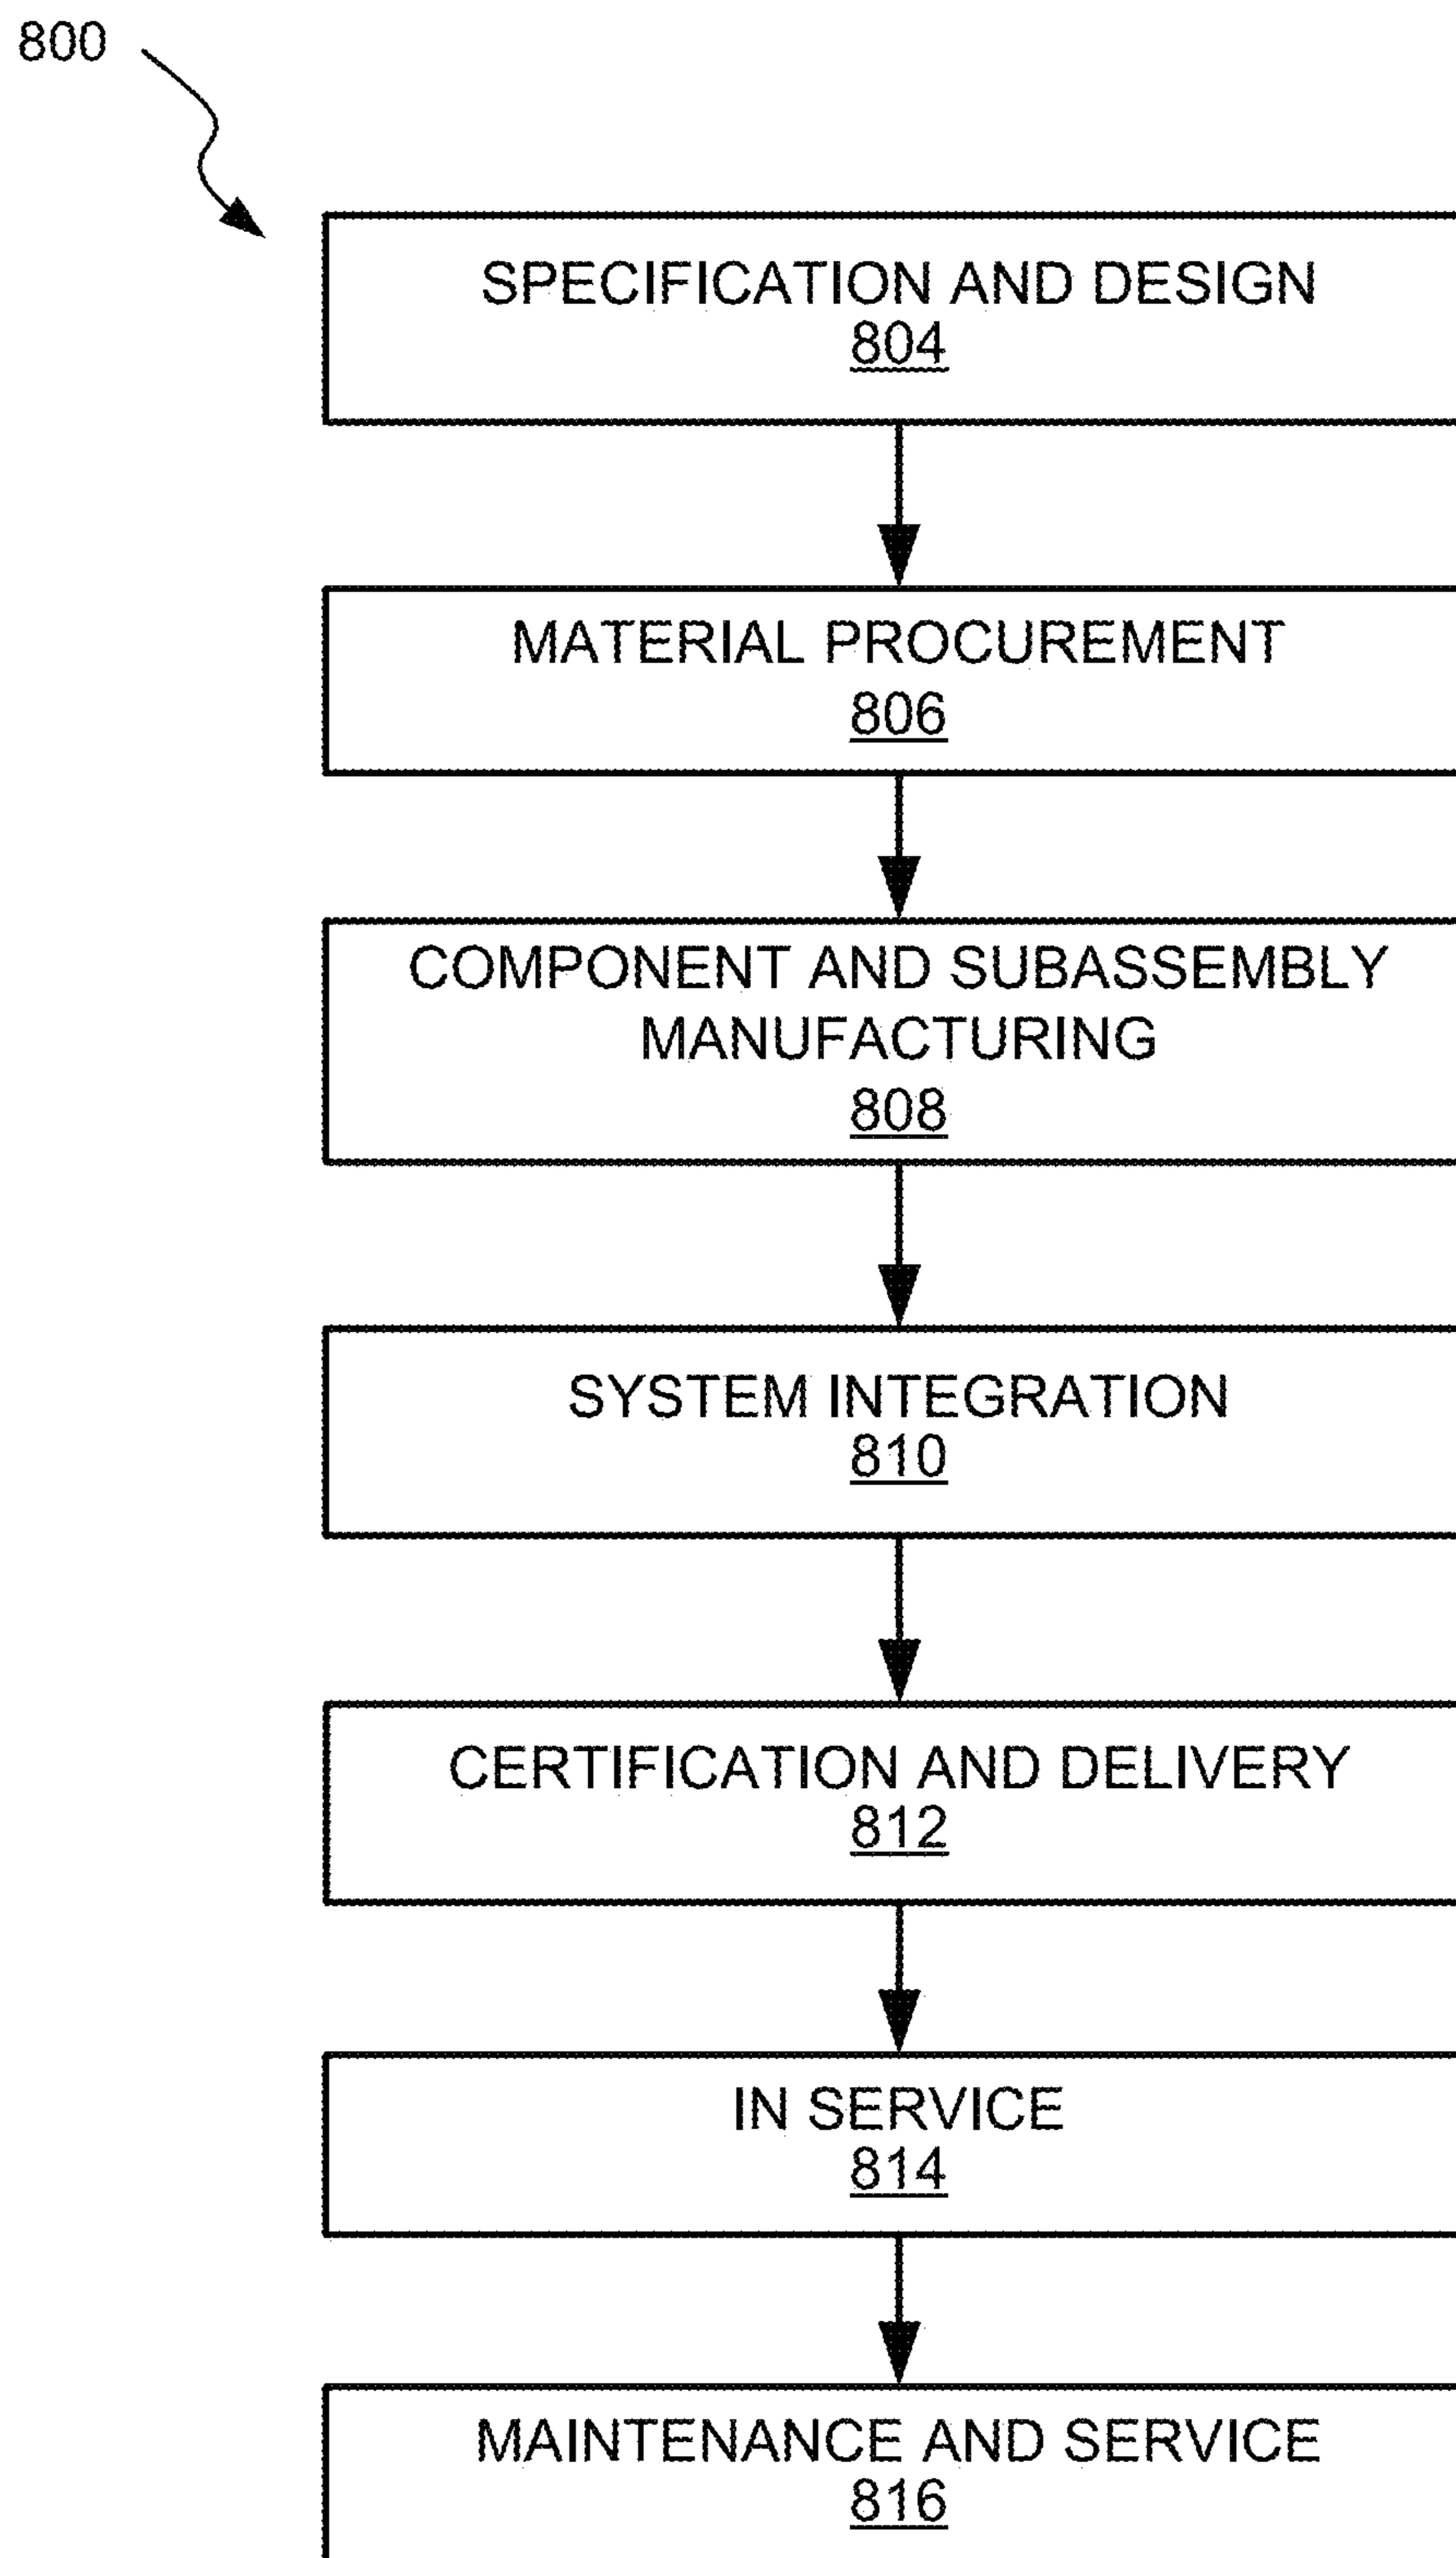 800
SPECIFICATION AND DESIGN
804
MATERIAL PROCUREMENT
806
COMPONENT AND SUBASSEMBLY
MANUFACTURING
808
SYSTEM INTEGRATION
810
CERTIFICATION AND DELIVERY
812
IN SERVICE
814
MAINTENANCE AND SERVICE
816